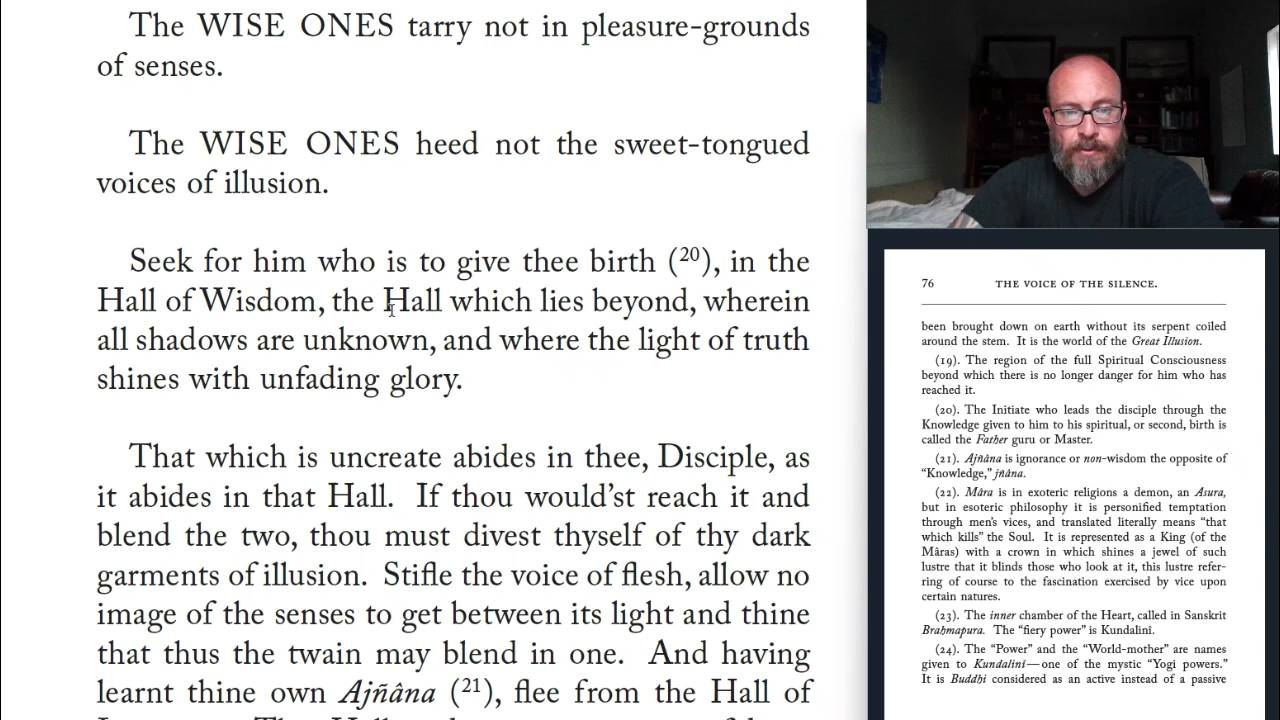 The WISE ONES tarry not in pleasure-grounds
of senses.
The WISE ONES heed not the sweet-tongued
voices of illusion.
Seek for him who is to give thee birth (20), in the
Hall of Wisdom, the Hall which lies beyond, wherein
all shadows are unknown, and where the light of truth
shines with unfading glory.
That which is uncreate abides in thee, Disciple, as
it abides in that Hall. If thou would'st reach it and
blend the two, thou must divest thyself of thy dark
garments of illusion. Stifle the voice of flesh, allow no
image of the senses to get between its light and thine
that thus the twain may blend in one. And having
learnt thine own Ajñâna (21), flee from the Hall of
76 THE VOICE OF THE SILENCE.
been brought down on earth without its serpent coiled
around the stem. It is the world of the Great Illusion.
(19). The region of the full Spiritual Consciousness
beyond which there is no longer danger for him who has
reached it.
(20). The Initiate who leads the disciple through the
Knowledge given to him to his spiritual, or second, birth is
called the Father guru or Master.
(21). Ajñâna is ignorance or non-wisdom the opposite of
“Knowledge,” jñâna.
(22). Mâra is in exoteric religions a demon, an Asura,
but in esoteric philosophy it is personified temptation
through men's vices, and translated literally means “that
which kills” the Soul. It is represented as a King (of the
Mâras) with a crown in which shines a jewel of such
lustre that it blinds those who look at it, this lustre refer-
ring of course to the fascination exercised by vice upon
certain natures.
(23). The inner chamber of the Heart, called in Sanskrit
Brahmapura. The “fiery power” is Kundalinî.
(24). The “Power” and the “World-mother” are names
given to Kundalinî—one of the mystic “Yogi powers.”
It is Buddhi considered as an active instead of a passive